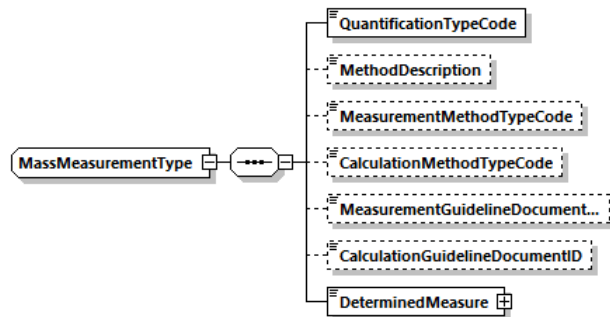 QuantificationTypeCode
MethodDescription
MeasurementMethodTypeCode
MassMeasurementType
CalculationMethodTypeCode
MeasurementGuidelineDocument...
CalculationGuidelineDocumentID
DeterminedMeasure